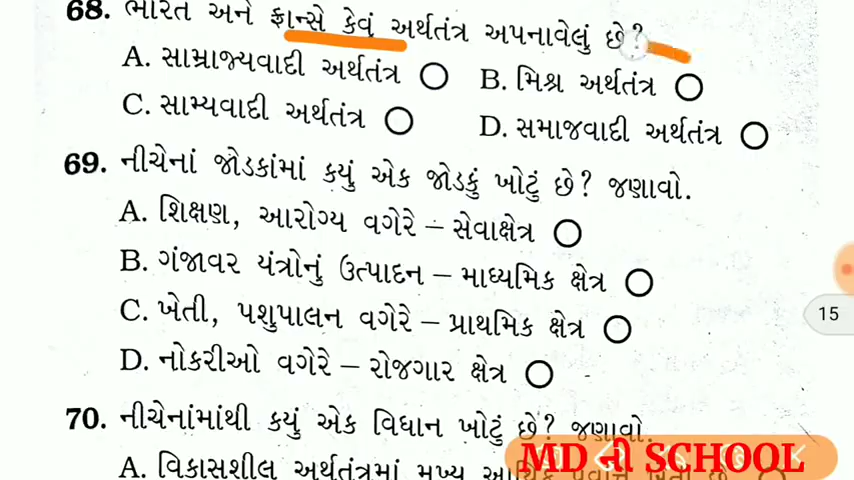 68. ભારત અને ફ્રાન્સે કેવું અર્થતંત્ર અપનાવેલું છે?
A. સામ્રાજ્યવાદી અર્થતંત્ર B. મિશ્ર અર્થતંત્ર
C. સામ્યવાદી અર્થતંત્ર D. સમાજવાદી અર્થતંત્ર
69. નીચેનાં જોડકાંમાં કયું એક જોડકું ખોટું છે? જણાવો.
A. શિક્ષણ, આરોગ્ય વગેરે – સેવાક્ષેત્ર
B. ગંજાવર યંત્રોનું ઉત્પાદન – માધ્યમિક ક્ષેત્ર
15
C. ખેતી, પશુપાલન વગેરે – પ્રાથમિક ક્ષેત્ર
D. નોકરીઓ વગેરે – રોજગાર ક્ષેત્ર
70. નીચેનાંમાંથી કયું એક વિધાન ખોટું છે? જણાવો.
MD ની SCHOOL
A. વિકાસશીલ અર્થતંત્રમાં મુખ્ય